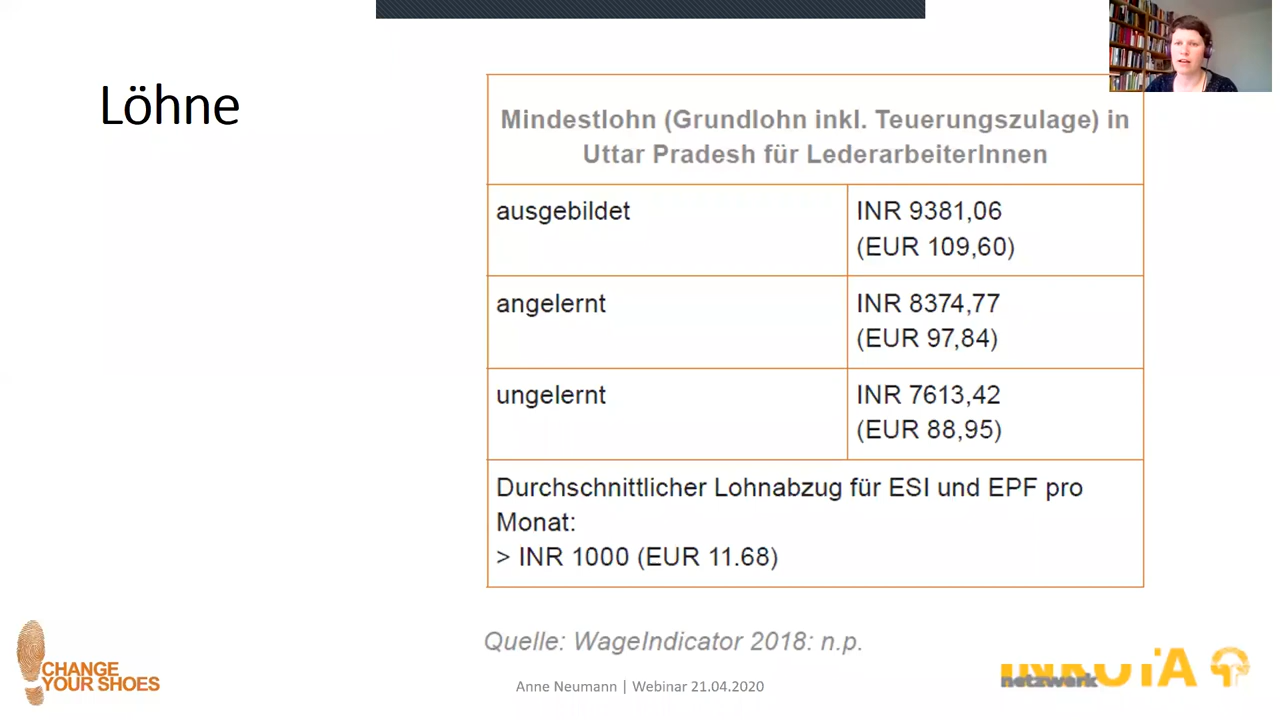 Löhne
Mindestlohn (Grundlohn inkl. Teuerungszulage) in
Uttar Pradesh für LederarbeiterInnen
ausgebildet
INR 9381,06
(EUR 109,60)
angelernt
INR 8374,77
(EUR 97,84)
ungelernt
INR 7613,42
(EUR 88,95)
Durchschnittlicher Lohnabzug für ESI und EPF pro
Monat:
> INR 1000 (EUR 11.68)
Quelle: WageIndicator 2018: n.p.
CHANGE
YOUR SHOES
Anne Neumann | Webinar 21.04.2020
INKOTA
netzwerk